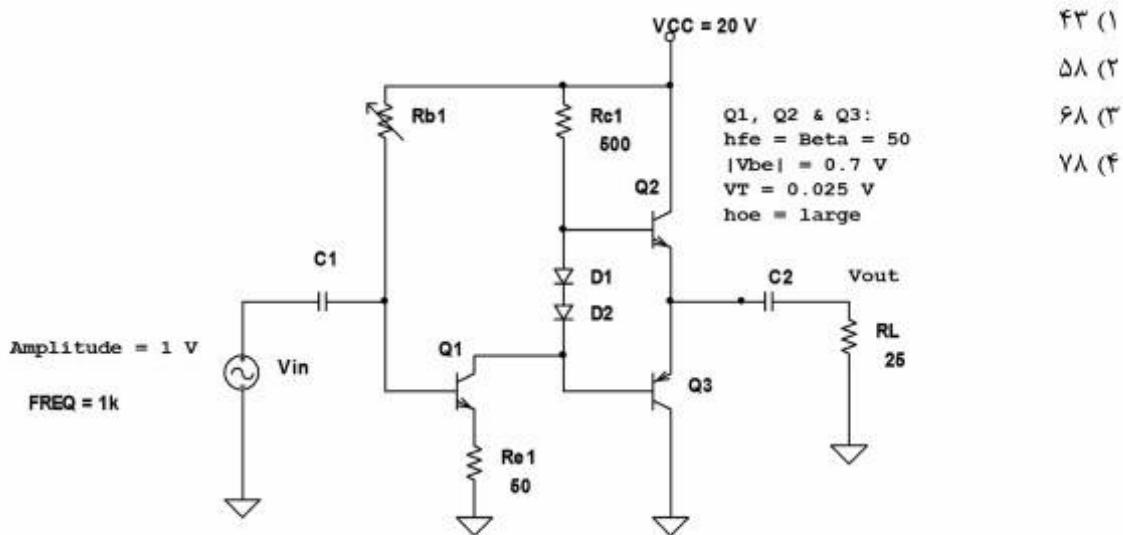 VCC = 20 V
Rb1
Rc1
500
Q1, Q2 & Q3:
hfe = Beta = 50
|Vbe| = 0.7 V
VT = 0.025 V
hoe = large
Q2
C1
D1
D2
C2
Vout
RL
25
Amplitude = 1 V
Vin
FREQ = 1k
Q1
Q3
Re1
50
۱) ۴۳
۲) ۵۸
۳) ۶۸
۴) ۷۸